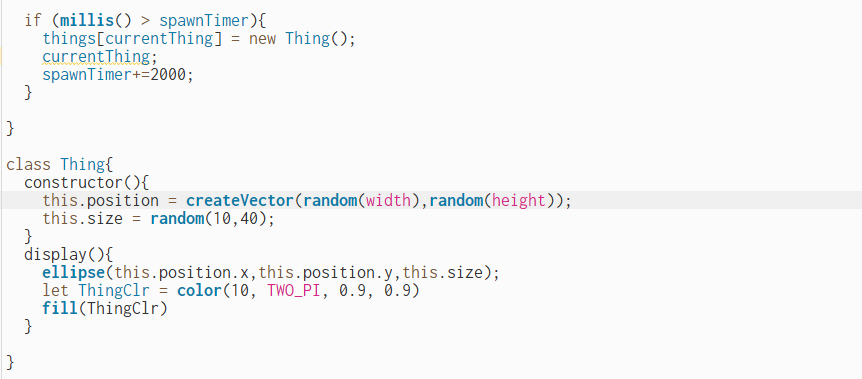 if (millis() > spawnTimer){
things[currentThing] = new Thing();
currentThing;
spawnTimer+=2000;
}
}
class Thing{
constructor(){
this.position = createVector(random(width),random(height));
this.size = random(10,40);
}
display(){
ellipse(this.position.x,this.position.y,this.size);
let ThingClr = color(10, TWO_PI, 0.9, 0.9)
fill(ThingClr)
}
}